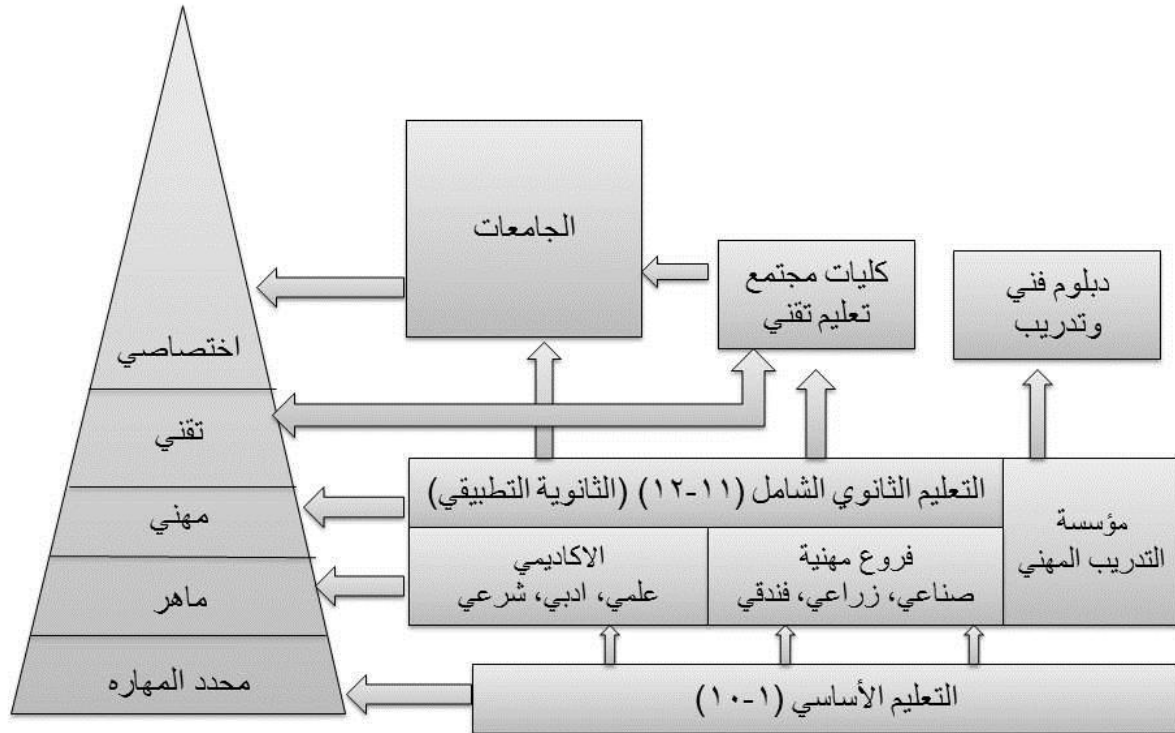 الجامعات
كليات مجتمع
تعليم تقني
دبلوم فني
وتدريب
اختصاصي
تقني
مهني
ماهر
محدد المهاره
التعليم الثانوي الشامل (١١-١٢) (الثانوية التطبيقي)
مؤسسة
التدريب المهني
فروع مهنية
صناعي، زراعي، فندقي
الاكاديمي
علمي، ادبي، شرعي
التعليم الأساسي (١-١٠)